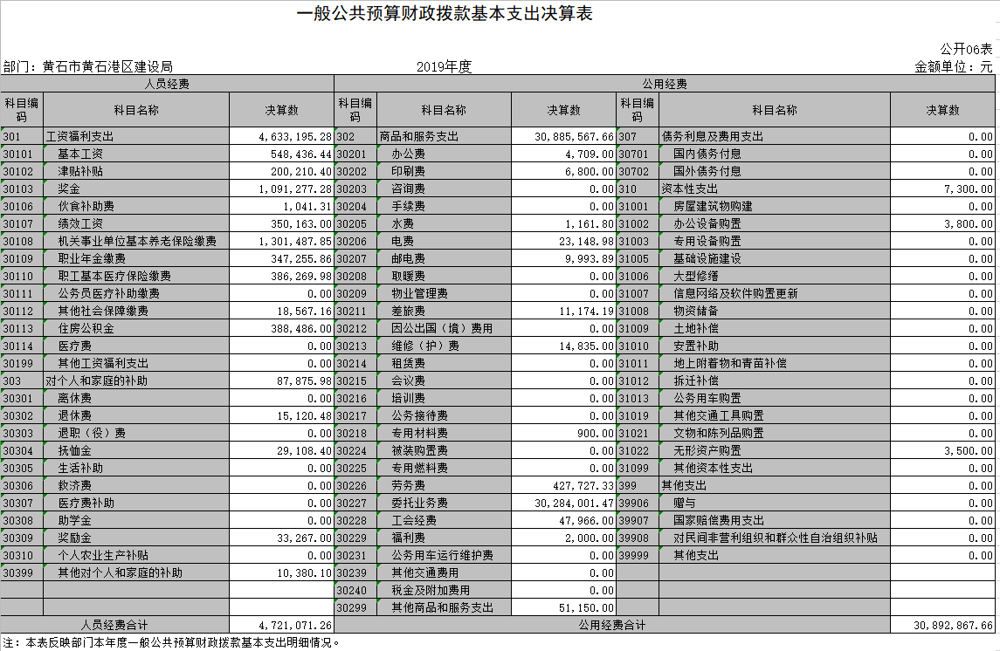 一般公共预算财政拨款基本支出决算表
公开06表
部门：黄石市黄石港区建设局 2019年度 金额单位：元
人员经费 公用经费
科目编码 科目名称 决算数 科目编码 科目名称 决算数 科目编码 科目名称 决算数
301 工资福利支出 4,633,195.28 302 商品和服务支出 30,885,567.66 307 债务利息及费用支出 0.00
30101 基本工资 548,436.44 30201 办公费 4,709.00 30701 国内债务付息 0.00
30102 津贴补贴 200,210.40 30202 印刷费 6,800.00 30702 国外债务付息 0.00
30103 奖金 1,091,277.28 30203 咨询费 0.00 310 资本性支出 7,300.00
30106 伙食补助费 1,041.31 30204 手续费 0.00 31001 房屋建筑物购建 0.00
30107 绩效工资 350,163.00 30205 水费 1,161.80 31002 办公设备购置 3,800.00
30108 机关事业单位基本养老保险缴费 1,301,487.85 30206 电费 23,148.98 31003 专用设备购置 0.00
30109 职业年金缴费 347,255.86 30207 邮电费 9,993.89 31005 基础设施建设 0.00
30110 职工基本医疗保险缴费 386,269.98 30208 取暖费 0.00 31006 大型修缮 0.00
30111 公务员医疗补助缴费 0.00 30209 物业管理费 0.00 31007 信息网络及软件购置更新 0.00
30112 其他社会保障缴费 18,567.16 30211 差旅费 11,174.19 31008 物资储备 0.00
30113 住房公积金 388,486.00 30212 因公出国（境）费用 0.00 31009 土地补偿 0.00
30114 医疗费 0.00 30213 维修（护）费 14,835.00 31010 安置补助 0.00
30199 其他工资福利支出 0.00 30214 租赁费 0.00 31011 地上附着物和青苗补偿 0.00
303 对个人和家庭的补助 87,875.98 30215 会议费 0.00 31012 拆迁补偿 0.00
30301 离休费 0.00 30216 培训费 0.00 31013 公务用车购置 0.00
30302 退休费 15,120.48 30217 公务接待费 0.00 31019 其他交通工具购置 0.00
30303 退职（役）费 0.00 30218 专用材料费 900.00 31021 文物和陈列品购置 0.00
30304 抚恤金 29,108.40 30224 被装购置费 0.00 31022 无形资产购置 3,500.00
30305 生活补助 0.00 30225 专用燃料费 0.00 31099 其他资本性支出 0.00
30306 救济费 0.00 30226 劳务费 427,727.33 399 其他支出 0.00
30307 医疗费补助 0.00 30227 委托业务费 30,284,001.47 39906 赠与 0.00
30308 助学金 0.00 30228 工会经费 47,966.00 39907 国家赔偿费用支出 0.00
30309 奖励金 33,267.00 30229 福利费 2,000.00 39908 对民间非营利组织和群众性自治组织补贴 0.00
30310 个人农业生产补贴 0.00 30231 公务用车运行维护费 0.00 39999 其他支出 0.00
30399 其他对个人和家庭的补助 10,380.10 30239 其他交通费用 0.00
30240 税金及附加费用 0.00
30299 其他商品和服务支出 51,150.00
人员经费合计 4,721,071.26 公用经费合计 30,892,867.66
注：本表反映部门本年度一般公共预算财政拨款基本支出明细情况。